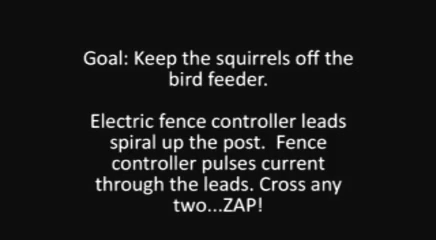 Goal: Keep the squirrels off the
bird feeder.
Electric fence controller leads
spiral up the post.  Fence
controller pulses current
through the leads. Cross any
two...ZAP!